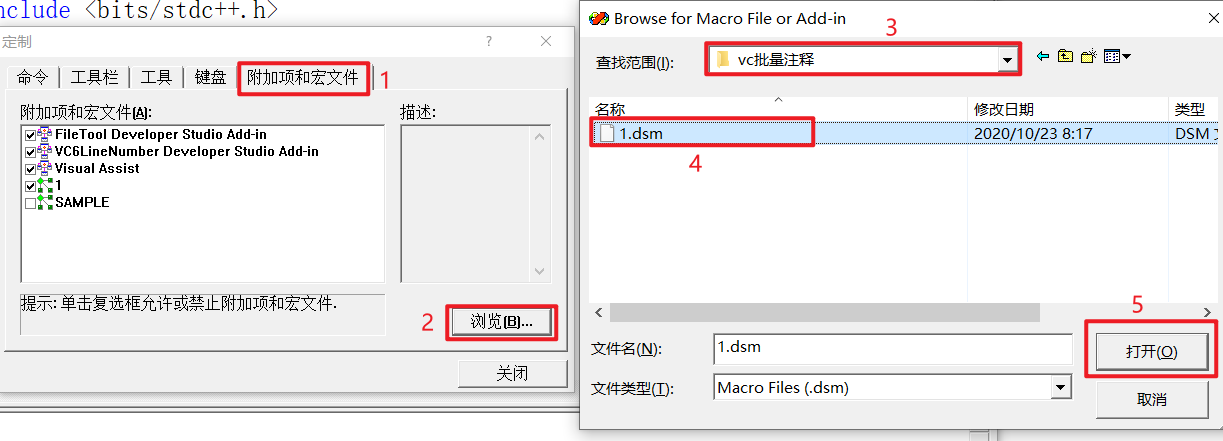 nclude <bits/stdc++.h>
定制
?
命令 工具栏 工具 键盘 附加项和宏文件 1
附加项和宏文件(A):
描述:
FileTool Developer Studio Add-in
VC6LineNumber Developer Studio Add-in
Visual Assist
1
SAMPLE
提示: 单击复选框允许或禁止附加项和宏文件.
2 浏览(B)...
关闭
Browse for Macro File or Add-in
3
查找范围(I): vc批量注释
名称 修改日期 类型
1.dsm 2020/10/23 8:17 DSM
4
5
文件名(N): 1.dsm 打开(O)
文件类型(T): Macro Files (.dsm) 取消